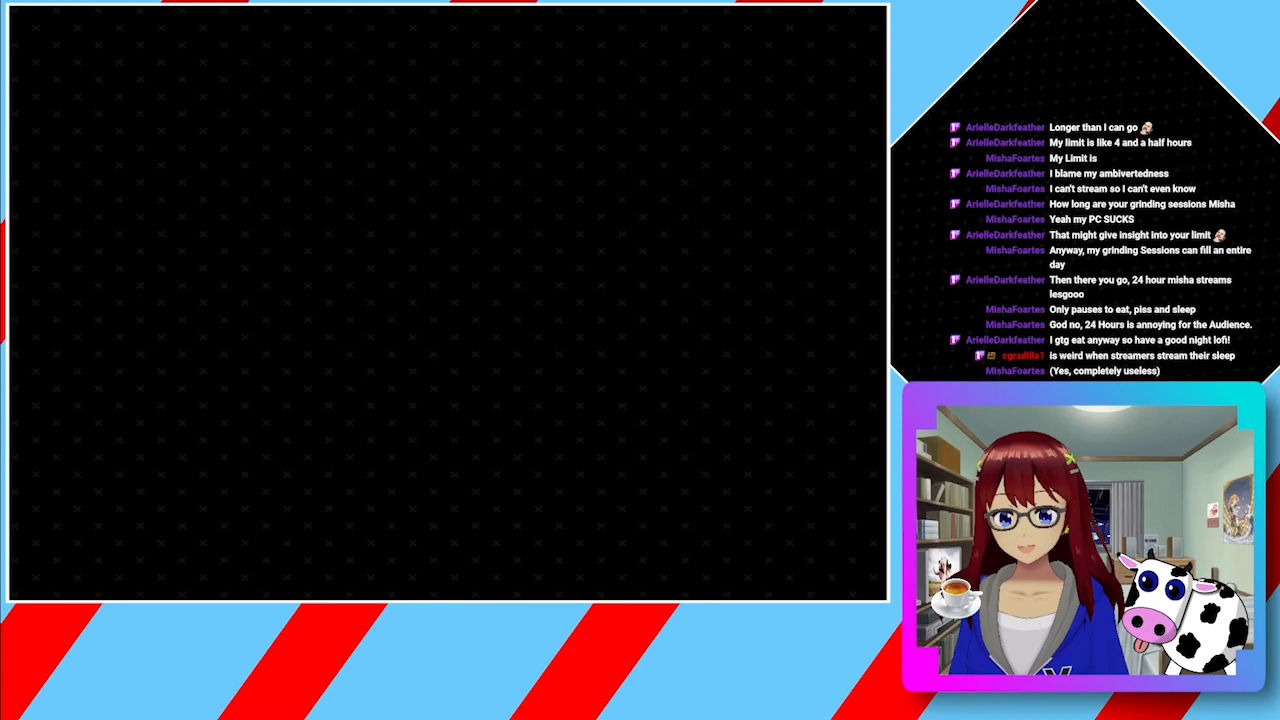 ArielleDarkfeather Longer than I can go
ArielleDarkfeather My limit is like 4 and a half hours
MishaFoartes My Limit is
ArielleDarkfeather I blame my ambivertedness
MishaFoartes I can't stream so I can't even know
ArielleDarkfeather How long are your grinding sessions Misha
MishaFoartes Yeah my PC SUCKS
ArielleDarkfeather That might give insight into your limit
MishaFoartes Anyway, my grinding Sessions can fill an entire
day
ArielleDarkfeather Then there you go, 24 hour misha streams
lesgooo
MishaFoartes Only pauses to eat, piss and sleep
MishaFoartes God no, 24 Hours is annoying for the Audience.
ArielleDarkfeather I gtg eat anyway so have a good night lofi!
cgradilla1 is weird when streamers stream their sleep
MishaFoartes (Yes, completely useless)